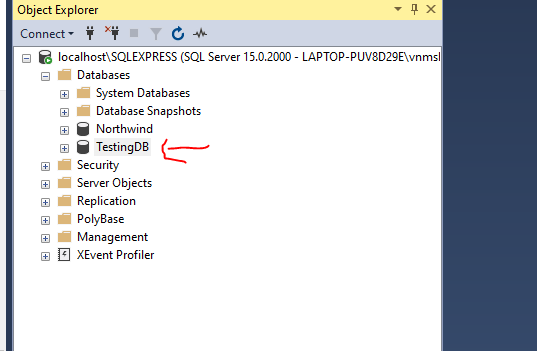 Object Explorer
Connect
localhost\SQLEXPRESS (SQL Server 15.0.2000 - LAPTOP-PUV8D29E\vnmsl
Databases
System Databases
Database Snapshots
Northwind
TestingDB
Security
Server Objects
Replication
PolyBase
Management
XEvent Profiler